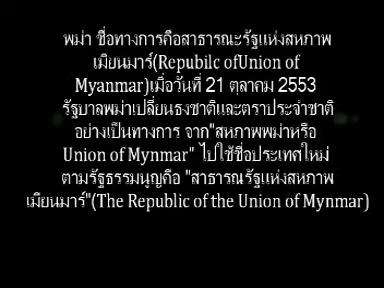 พม่า ชื่อทางการคือสาธารณะรัฐแห่งสหภาพ
เมียนมาร์(Repubilc ofUnion of
Myanmar)เมื่อวันที่ 21 ตุลาคม 2553
รัฐบาลพม่าเปลี่ยนธงชาติและตราประจำชาติ
อย่างเป็นทางการ จาก"สหภาพพม่าหรือ
Union of Mynmar" ไปใช้ชื่อประเทศใหม่
ตามรัฐธรรมนูญคือ "สาธารณรัฐแห่งสหภาพ
เมียนมาร์"(The Republic of the Union of Mynmar)